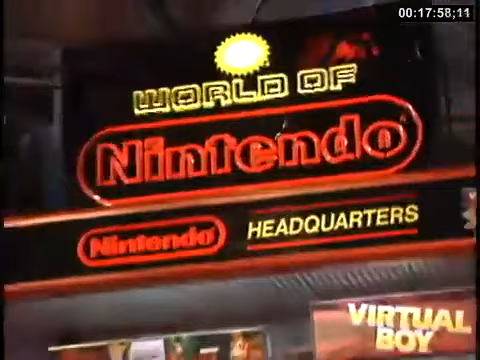 00:17:58;11
WORLD OF
Nintendo
Nintendo
HEADQUARTERS
VIRTUAL
BOY